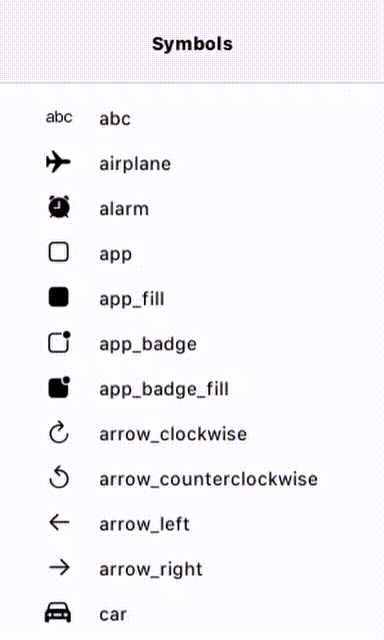 Symbols
abc abc
airplane
alarm
app
app_fill
app_badge
app_badge_fill
arrow_clockwise
arrow_counterclockwise
arrow_left
arrow_right
car